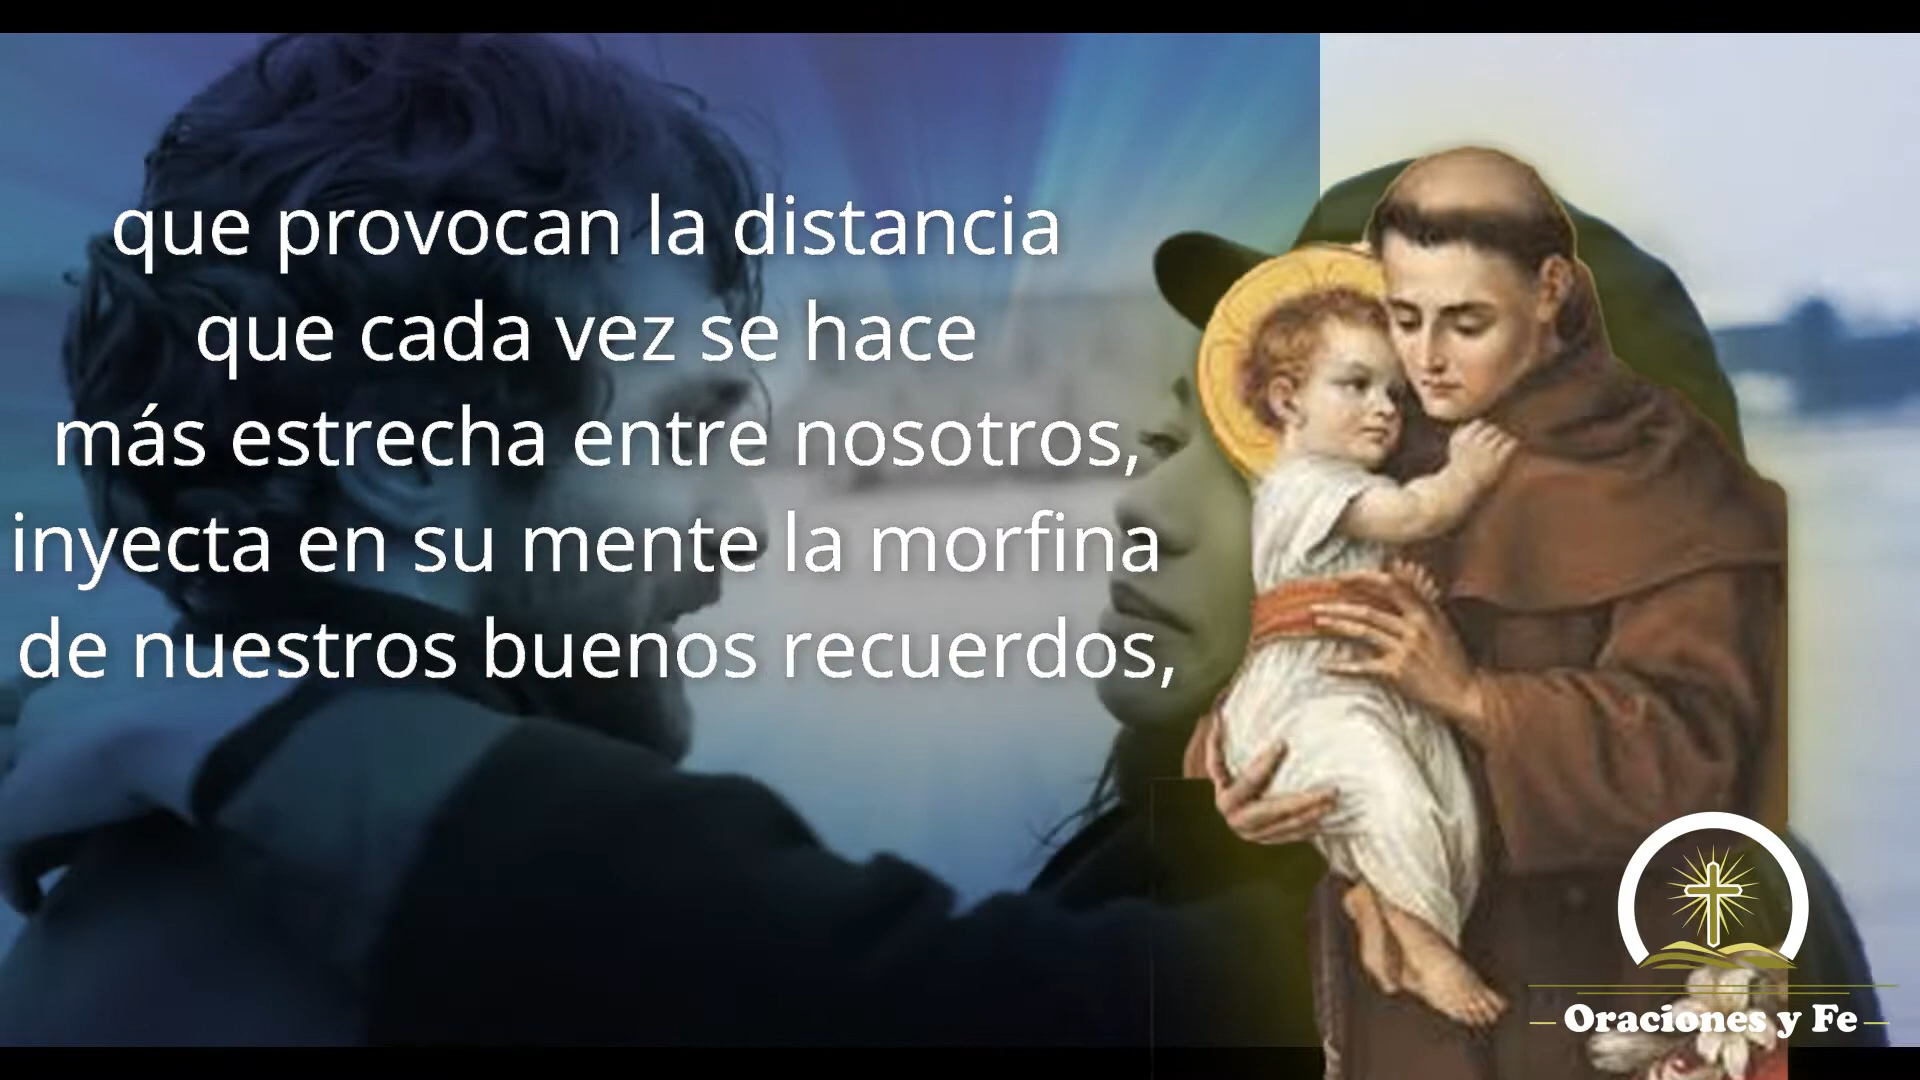 que provocan la distancia
que cada vez se hace
más estrecha entre nosotros,
inyecta en su mente la morfina
de nuestros buenos recuerdos,
Oraciones y Fe